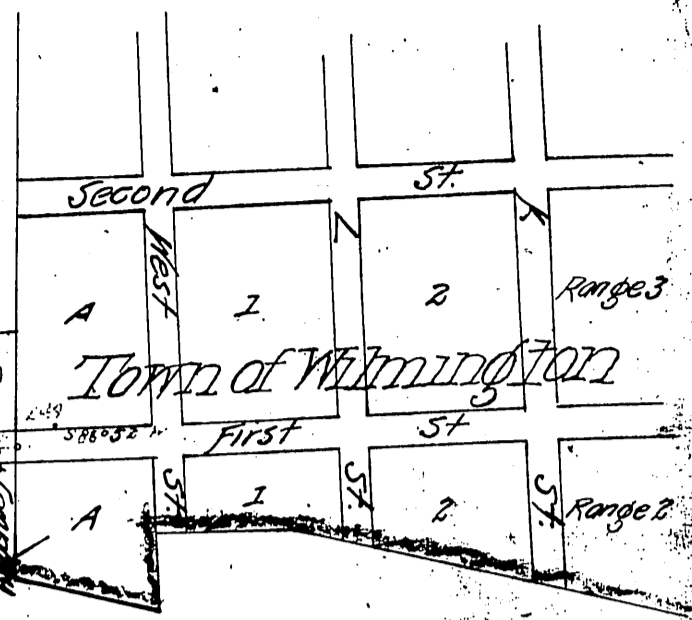 Second St.
West
L
K
A 1 2 Range 3
Town of Wilmington
S 86° 52'
First St
St. St. St.
A 1 2 Range 2